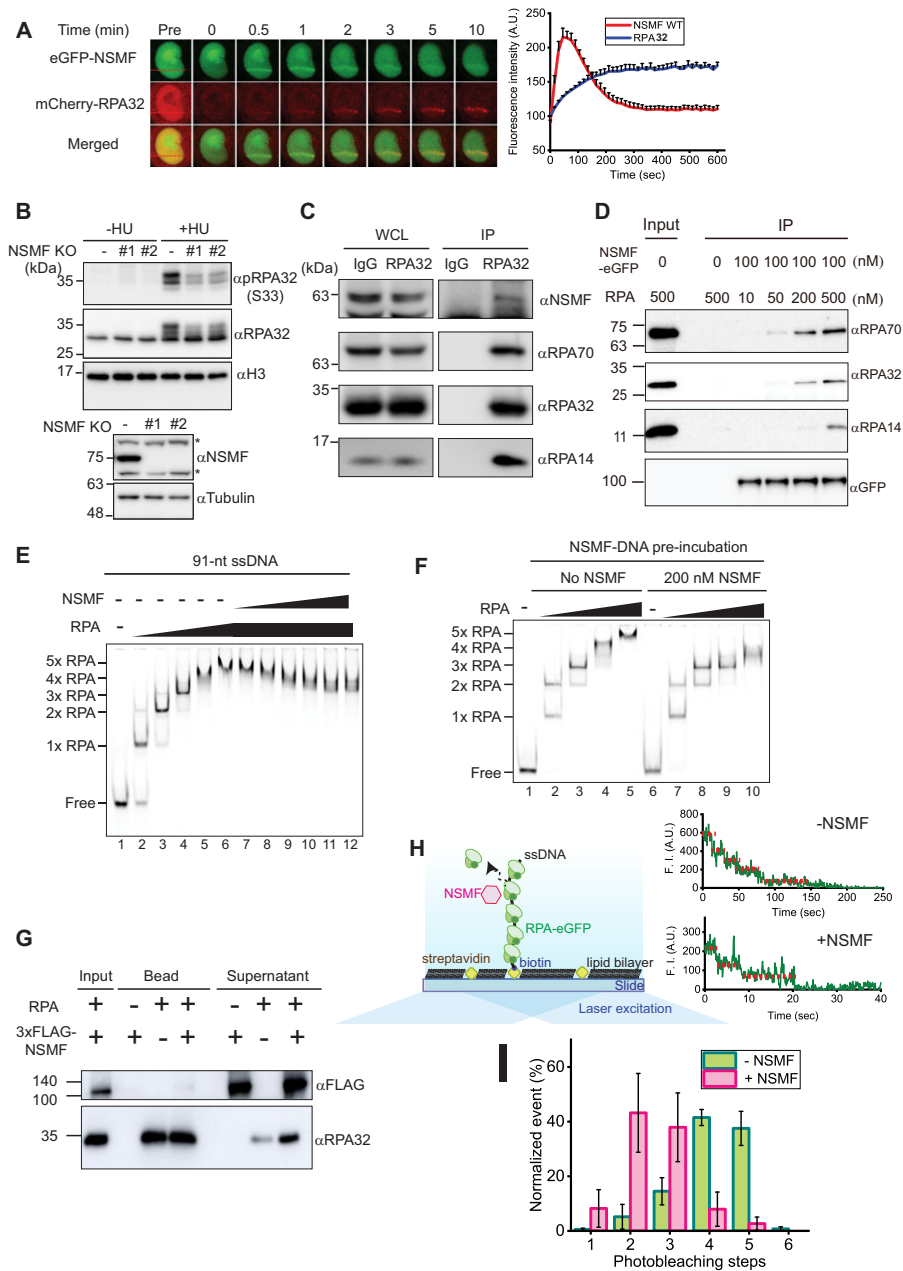 A
Time (min) Pre 0 0.5 1 2 3 5 10
eGFP-NSMF
mCherry-RPA32
Merged
Fluorescence intensity (A.U.)
250
200
150
100
50
NSMF WT
RPA32
0 100 200 300 400 500 600
Time (sec)
B
-HU +HU
NSMF KO - #1 #2 - #1 #2
(kDa)
35
αpRPA32
(S33)
35
25
αRPA32
17
αH3
NSMF KO - #1 #2
*
75
αNSMF
*
63
48
αTubulin
C
WCL IP
(kDa) IgG RPA32 IgG RPA32
63
αNSMF
63
αRPA70
35
αRPA32
17
αRPA14
D
Input IP
NSMF
-eGFP
0 0 100 100 100 100 (nM)
RPA 500 500 10 50 200 500 (nM)
75
63
αRPA70
35
25
αRPA32
11
αRPA14
100
αGFP
E
91-nt ssDNA
NSMF - - - - - -
RPA -
5x RPA
4x RPA
3x RPA
2x RPA
1x RPA
Free
1 2 3 4 5 6 7 8 9 10 11 12
F
NSMF-DNA pre-incubation
No NSMF 200 nM NSMF
RPA - -
5x RPA
4x RPA
3x RPA
2x RPA
1x RPA
Free
1 2 3 4 5 6 7 8 9 10
G
Input Bead Supernatant
RPA + - + + - + +
3xFLAG-
NSMF
+ + - + + - +
140
100
αFLAG
35
αRPA32
H
ssDNA
NSMF
RPA-eGFP
streptavidin
biotin
lipid bilayer
Slide
Laser excitation
-NSMF
F. I. (A.U.)
800
600
400
200
0
0 50 100 150 200 250
Time (sec)
+NSMF
F. I. (A.U.)
300
200
100
0
0 20 40
Time (sec)
I
Normalized event (%)
60
40
20
0
- NSMF
+ NSMF
1 2 3 4 5 6
Photobleaching steps